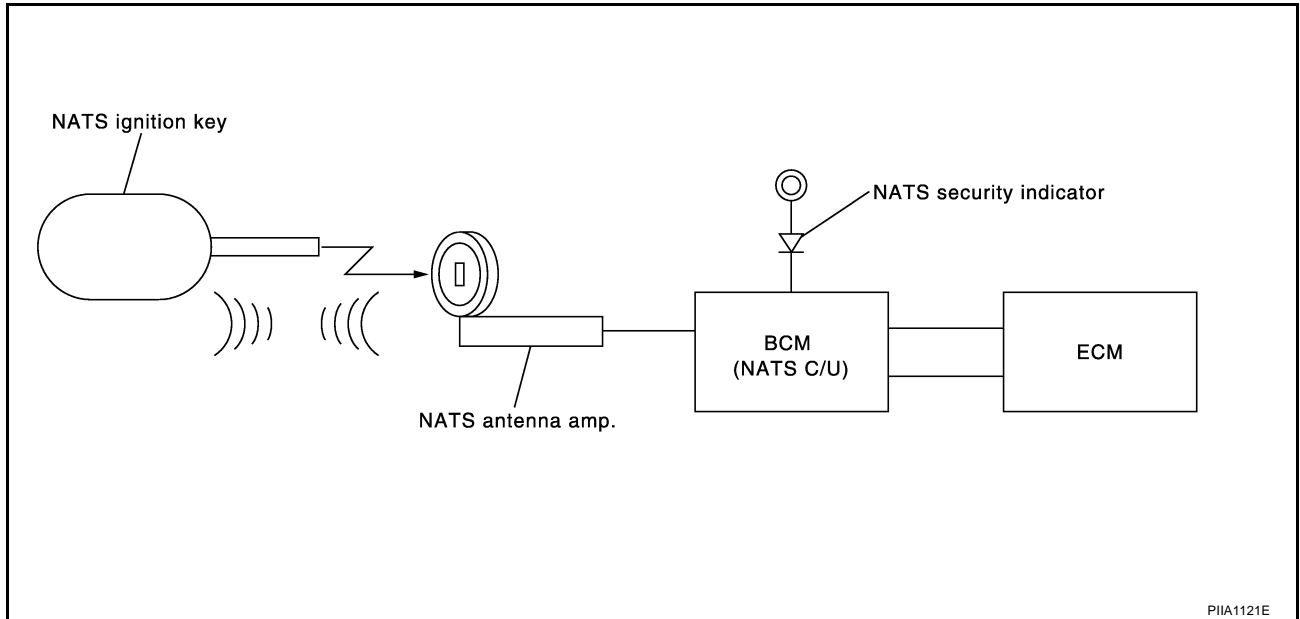 NATS ignition key
NATS security indicator
BCM
(NATS C/U)
ECM
NATS antenna amp.
PIIA1121E